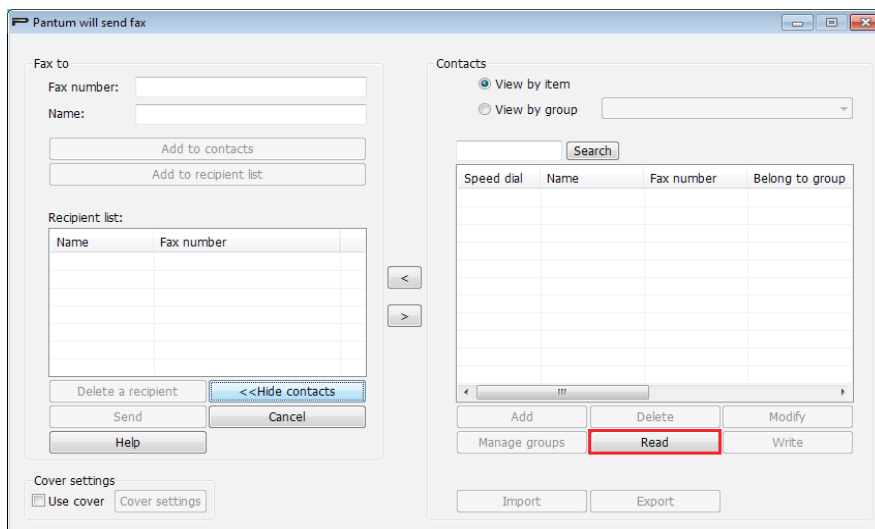 Pantum will send fax
Fax to
Fax number:
Name:
Add to contacts
Add to recipient list
Recipient list:
Name Fax number
Delete a recipient <<Hide contacts
Send Cancel
Help
Cover settings
Use cover Cover settings
<
>
Contacts
View by item
View by group
Search
Speed dial Name Fax number Belong to group
Add Delete Modify
Manage groups Read Write
Import Export